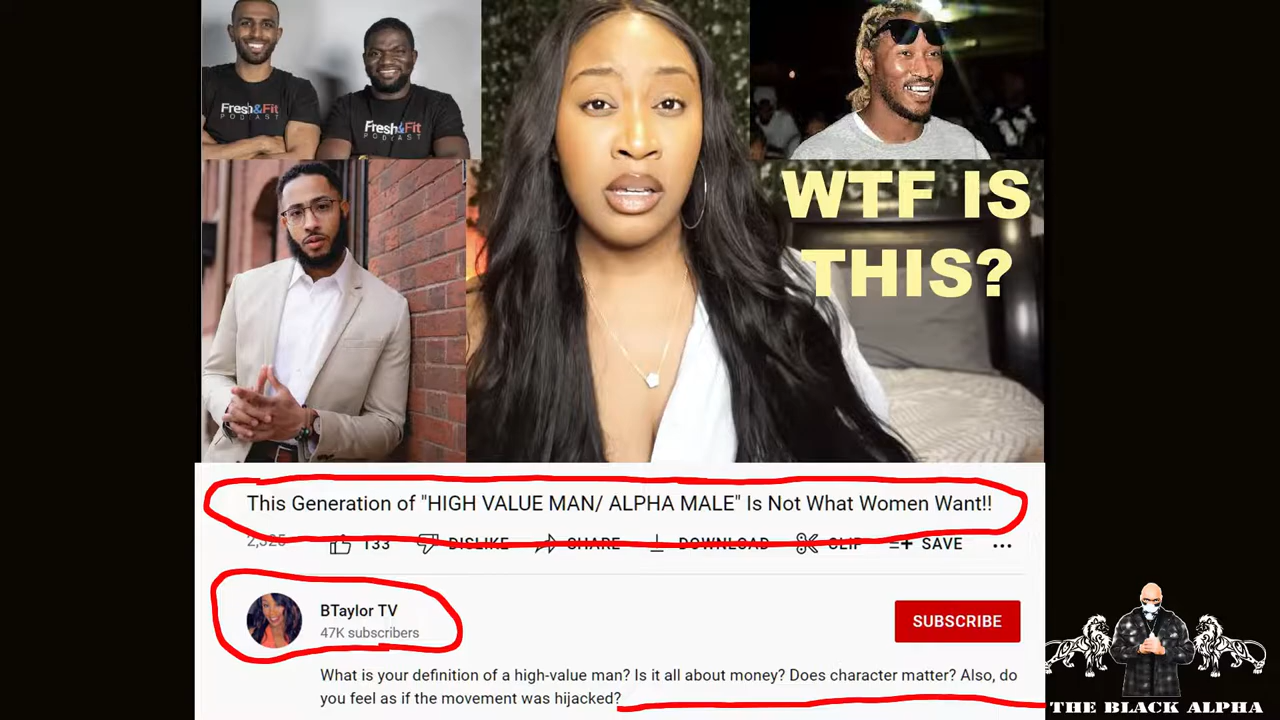 Fresh&Fit
PODCAST
Fresh&Fit
PODCAST
WTF IS
THIS?
This Generation of "HIGH VALUE MAN/ ALPHA MALE" Is Not What Women Want!!
2,325 133 DISLIKE SHARE DOWNLOAD CLIP SAVE
BTaylor TV
47K subscribers
SUBSCRIBE
What is your definition of a high-value man? Is it all about money? Does character matter? Also, do
you feel as if the movement was hijacked?
THE BLACK ALPHA